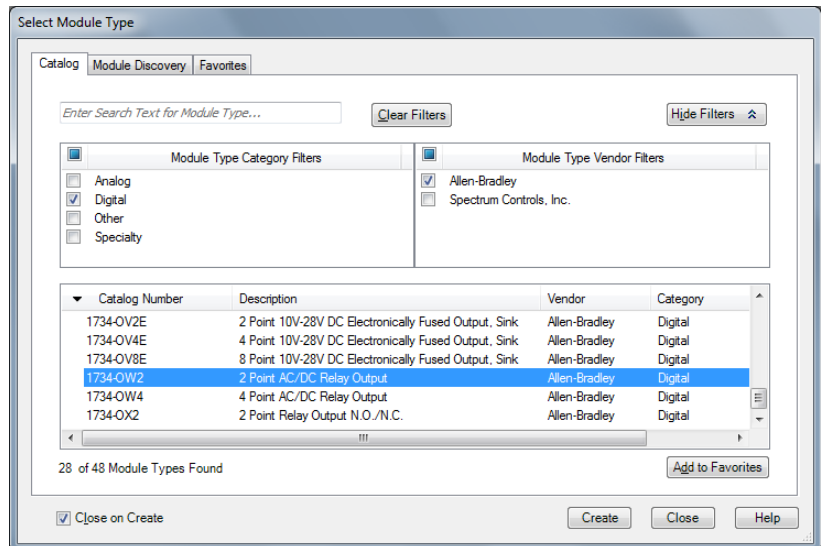 Select Module Type
Catalog Module Discovery Favorites
Enter Search Text for Module Type... Clear Filters Hide Filters
Module Type Category Filters Module Type Vendor Filters
Analog Allen-Bradley
Digital Spectrum Controls, Inc.
Other
Specialty
Catalog Number Description Vendor Category
1734-OV2E 2 Point 10V-28V DC Electronically Fused Output, Sink Allen-Bradley Digital
1734-OV4E 4 Point 10V-28V DC Electronically Fused Output, Sink Allen-Bradley Digital
1734-OV8E 8 Point 10V-28V DC Electronically Fused Output, Sink Allen-Bradley Digital
1734-OW2 2 Point AC/DC Relay Output Allen-Bradley Digital
1734-OW4 4 Point AC/DC Relay Output Allen-Bradley Digital
1734-OX2 2 Point Relay Output N.O./N.C. Allen-Bradley Digital
28 of 48 Module Types Found Add to Favorites
Close on Create Create Close Help